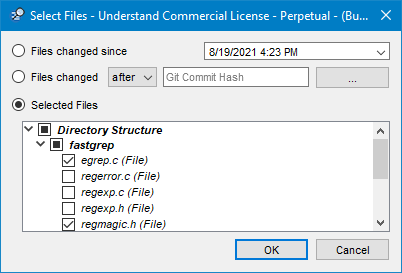 Select Files - Understand Commercial License - Perpetual - (Bu...
Files changed since 8/19/2021 4:23 PM
Files changed after Git Commit Hash ...
Selected Files
Directory Structure
fastgrep
egrep.c (File)
regerror.c (File)
regexp.c (File)
regexp.h (File)
regmagic.h (File)
OK Cancel